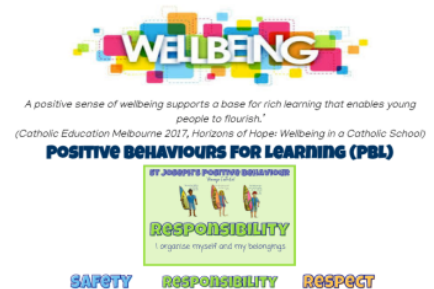 WELLBEING
A positive sense of wellbeing supports a base for rich learning that enables young
people to flourish.'
(Catholic Education Melbourne 2017, Horizons of Hope: Wellbeing in a Catholic School)
POSITIVE BEHAVIOURS FOR LEARNING (PBL)
ST JOSEPH'S POSITIVE BEHAVIOUR
RESPONSIBILITY
I organise myself and my belongings
SAFETY RESPONSIBILITY RESPECT